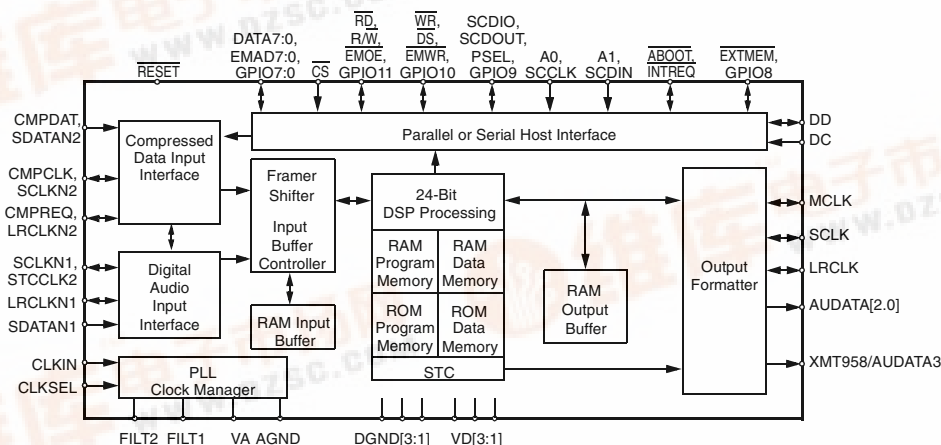 RD, WR, SCDIO,
DATA7:0, R/W, DS, SCDOUT,
EMAD7:0, EMOE, EMWR, PSEL, A0, A1, ABOOT, EXTMEM,
RESET GPIO7:0 CS GPIO11 GPIO10 GPIO9 SCCLK SCDIN INTREQ GPIO8
CMPDAT,
SDATAN2
CMPCLK,
SCLKN2
CMPREQ,
LRCLKN2
SCLKN1,
STCCLK2
LRCLKN1
SDATAN1
CLKIN
CLKSEL
Compressed
Data Input
Interface
Digital
Audio
Input
Interface
PLL
Clock Manager
Parallel or Serial Host Interface
Framer
Shifter
Input
Buffer
Controller
RAM Input
Buffer
24-Bit
DSP Processing
RAM
Program
Memory
RAM
Data
Memory
ROM
Program
Memory
ROM
Data
Memory
STC
RAM
Output
Buffer
Output
Formatter
DD
DC
MCLK
SCLK
LRCLK
AUDATA[2.0]
XMT958/AUDATA3
FILT2 FILT1 VA AGND DGND[3:1] VD[3:1]